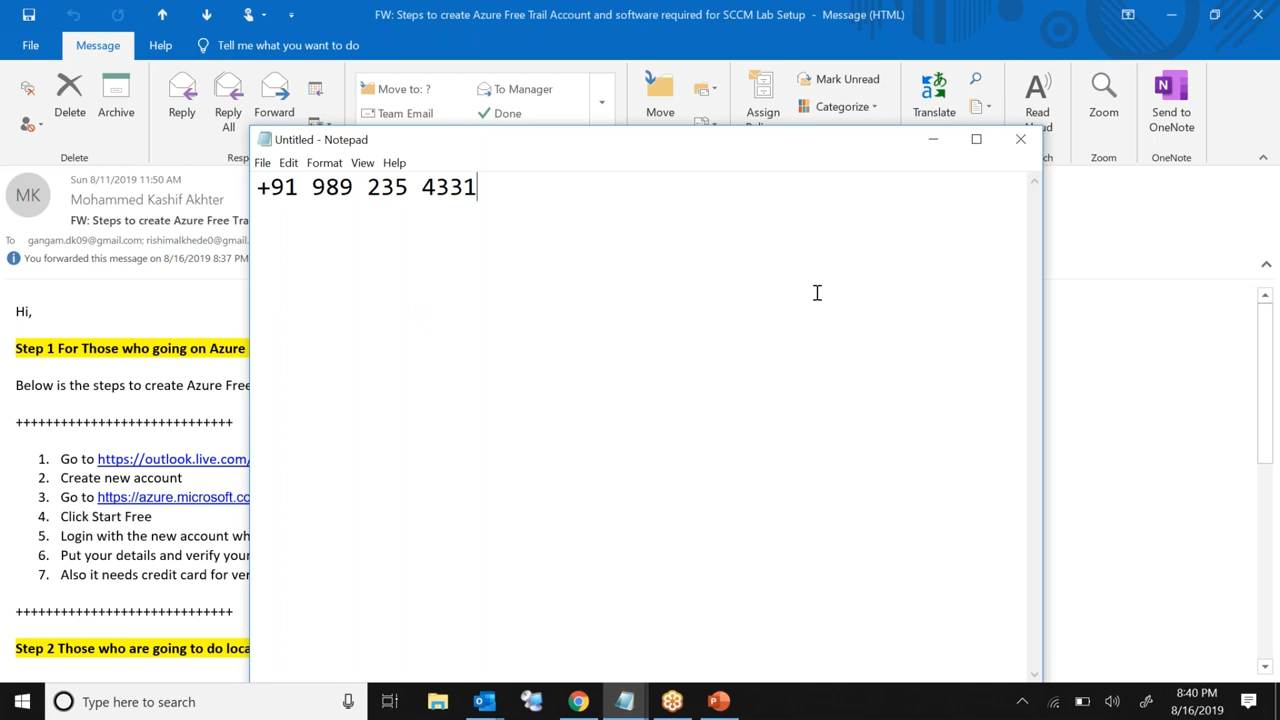 FW: Steps to create Azure Free Trail Account and software required for SCCM Lab Setup - Message (HTML)
File Message Help Tell me what you want to do
Delete Archive Reply Reply All Forward
Move to: ? To Manager
Team Email Done
Move Assign Mark Unread
Categorize
Translate Read Zoom Send to OneNote
Delete Zoom OneNote
Untitled - Notepad
File Edit Format View Help
+91 989 235 4331
MK
Sun 8/11/2019 11:50 AM
Mohammed Kashif Akhter
FW: Steps to create Azure Free Tra
To gangam.dk09@gmail.com; rishimalkhede0@gmail.
You forwarded this message on 8/16/2019 8:37 PM
Hi,
Step 1 For Those who going on Azure
Below is the steps to create Azure Free
++++++++++++++++++++++++++++
1. Go to https://outlook.live.com/
2. Create new account
3. Go to https://azure.microsoft.co
4. Click Start Free
5. Login with the new account wh
6. Put your details and verify your
7. Also it needs credit card for ver
++++++++++++++++++++++++++++
Step 2 Those who are going to do loca
Type here to search
8:40 PM
8/16/2019